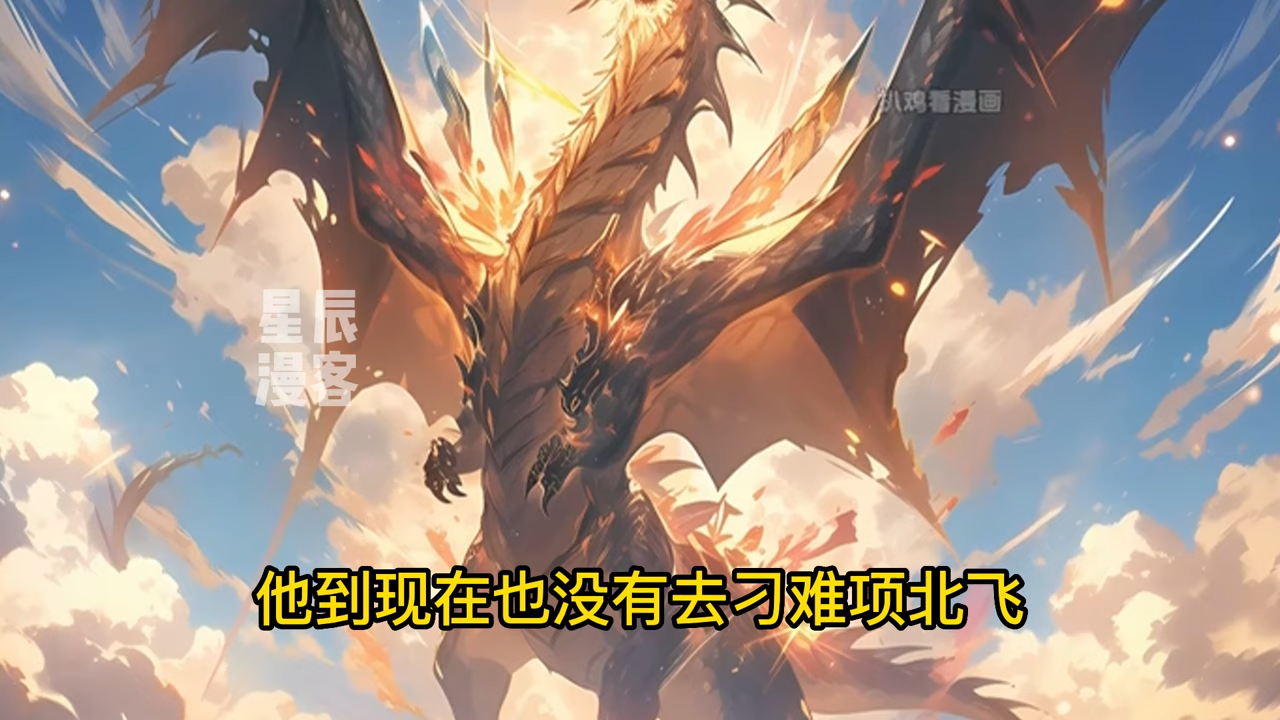 扒鸡看漫画
星辰
漫客
他到现在也没有去刁难项北飞